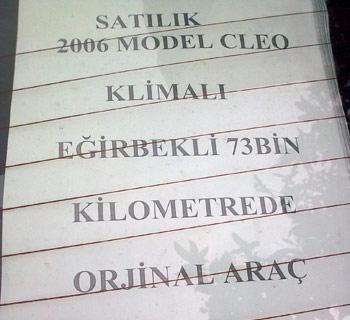 SATILIK
2006 MODEL CLEO
KLİMALI
EĞİRBEKLİ 73BİN
KİLOMETREDE
ORJİNAL ARAÇ